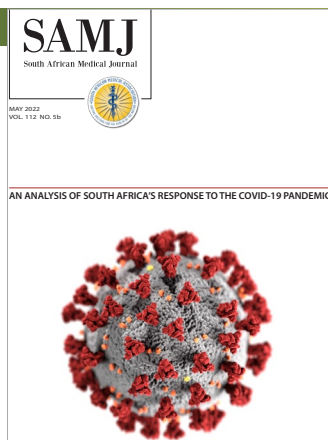 SAMJ
South African Medical Journal
MAY 2022
VOL. 112 NO. 5b
AN ANALYSIS OF SOUTH AFRICA'S RESPONSE TO THE COVID-19 PANDEMIC